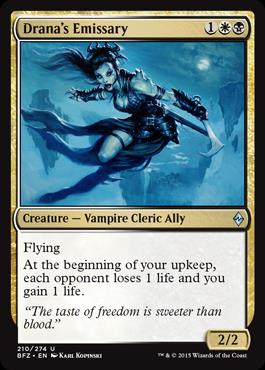 Drana's Emissary 1
Creature — Vampire Cleric Ally
Flying
At the beginning of your upkeep,
each opponent loses 1 life and you
gain 1 life.
"The taste of freedom is sweeter than
blood."
2/2
210/274 U
BFZ • EN Karl Kopinski ™ & © 2015 Wizards of the Coast